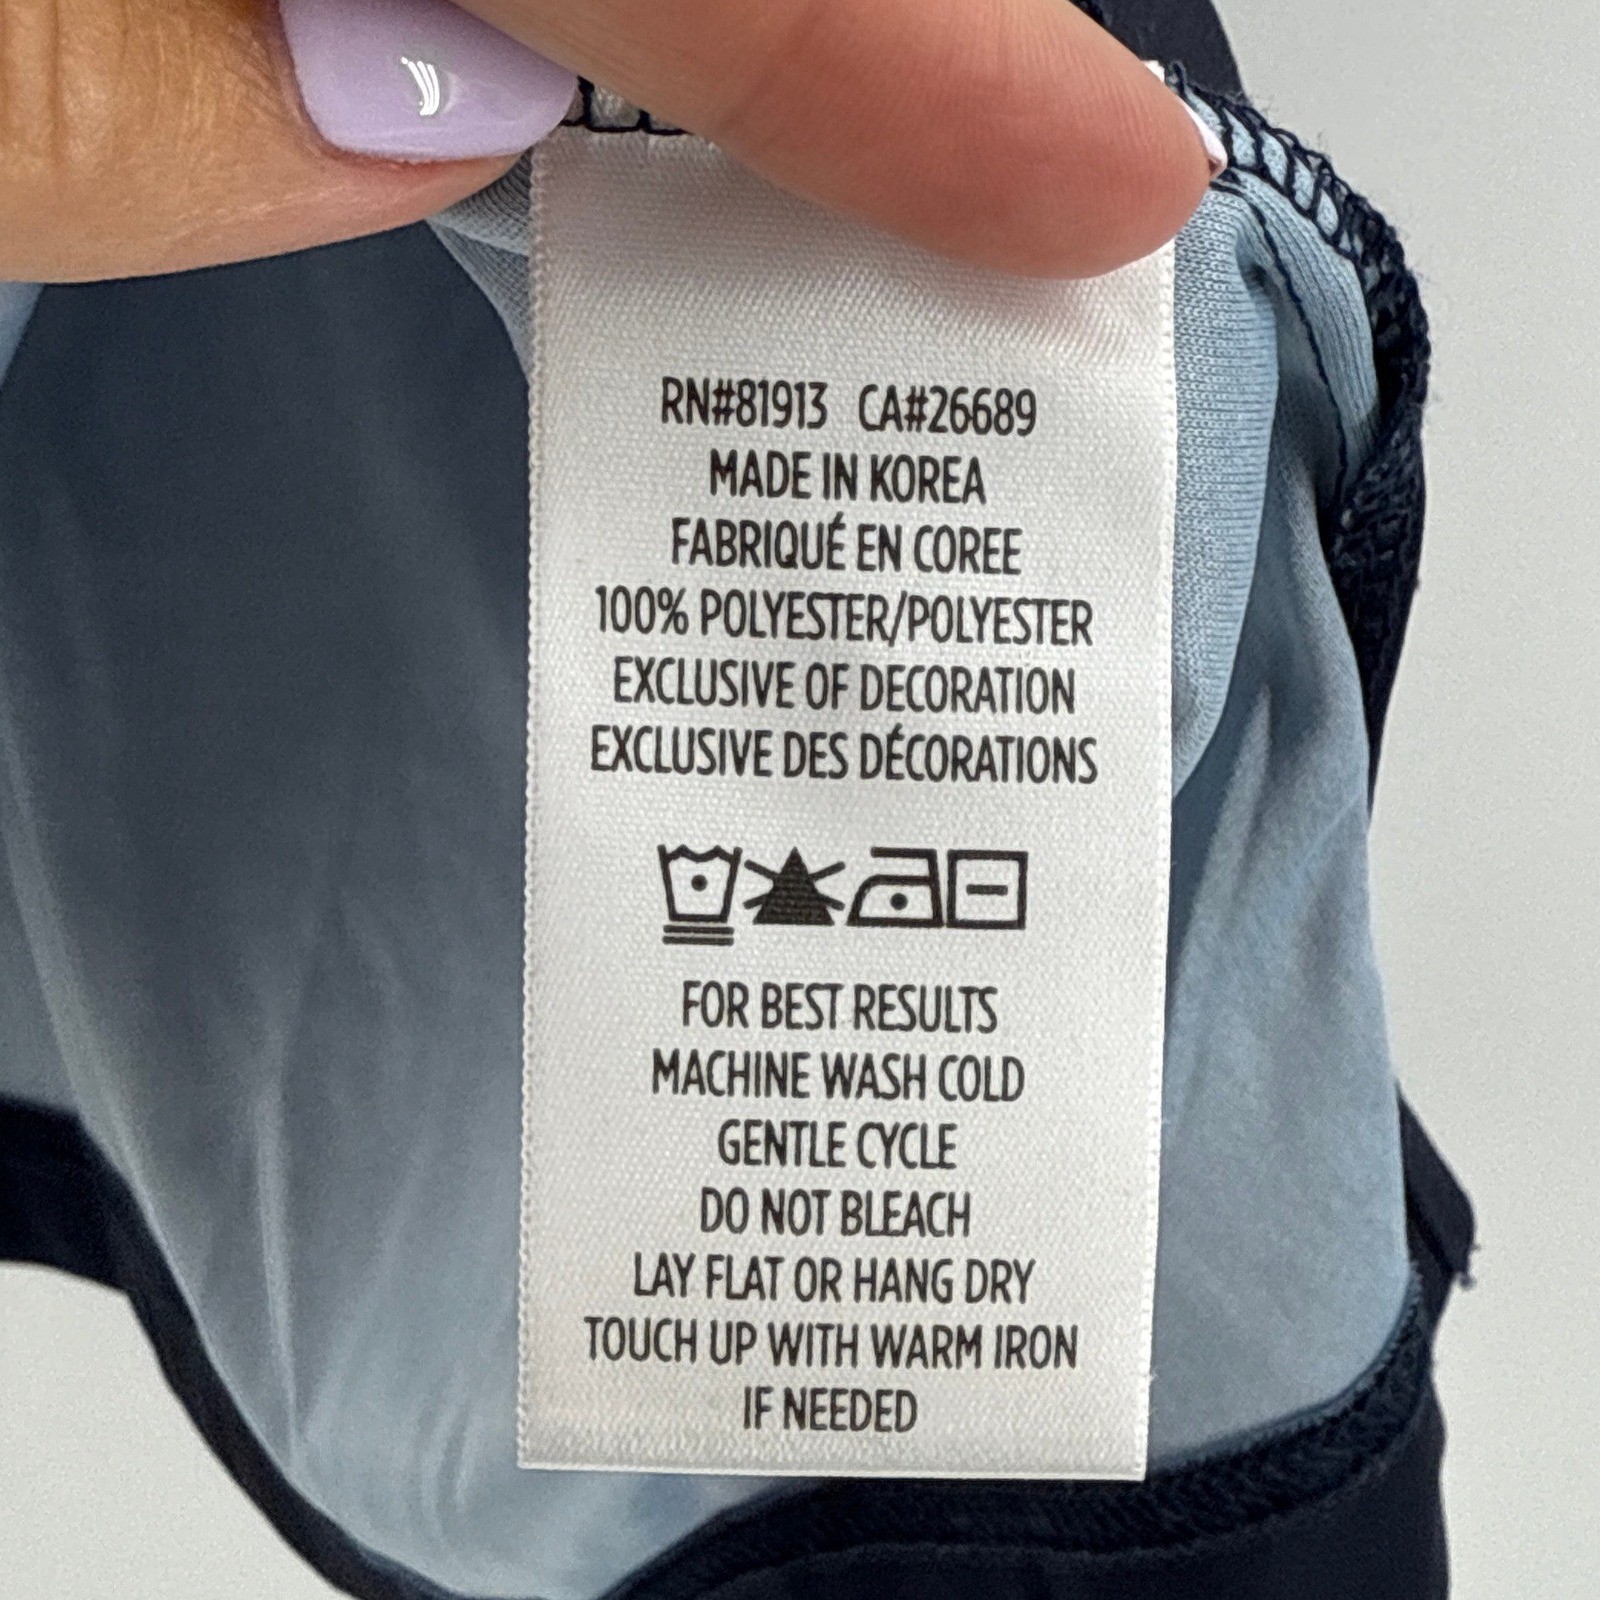 RN#81913 CA#26689
MADE IN KOREA
FABRIQUÉ EN COREE
100% POLYESTER/POLYESTER
EXCLUSIVE OF DECORATION
EXCLUSIVE DES DÉCORATIONS
FOR BEST RESULTS
MACHINE WASH COLD
GENTLE CYCLE
DO NOT BLEACH
LAY FLAT OR HANG DRY
TOUCH UP WITH WARM IRON
IF NEEDED